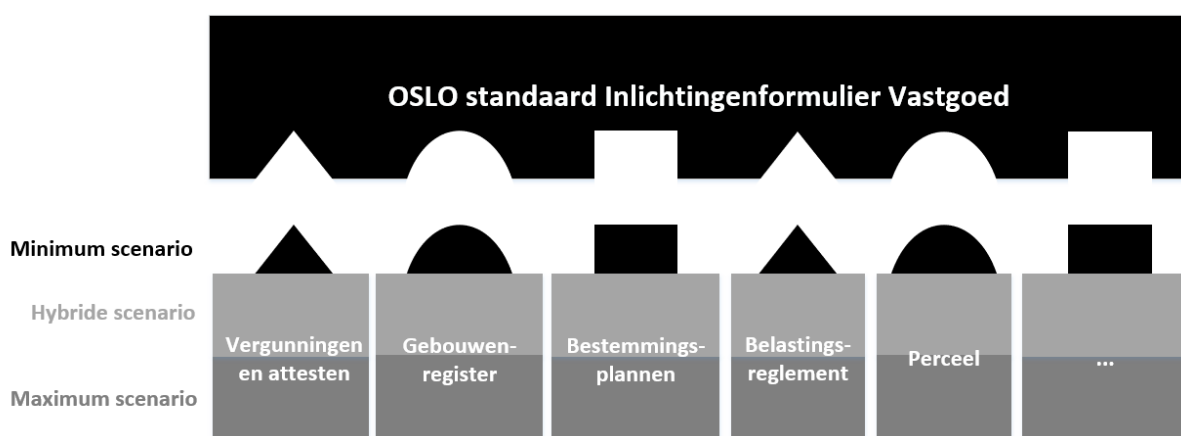 OSLO standaard Inlichtingenformulier Vastgoed
Minimum scenario
Hybride scenario
Maximum scenario
Vergunningen
en attesten
Gebouwen-
register
Bestemmings-
plannen
Belastings-
reglement
Perceel
...